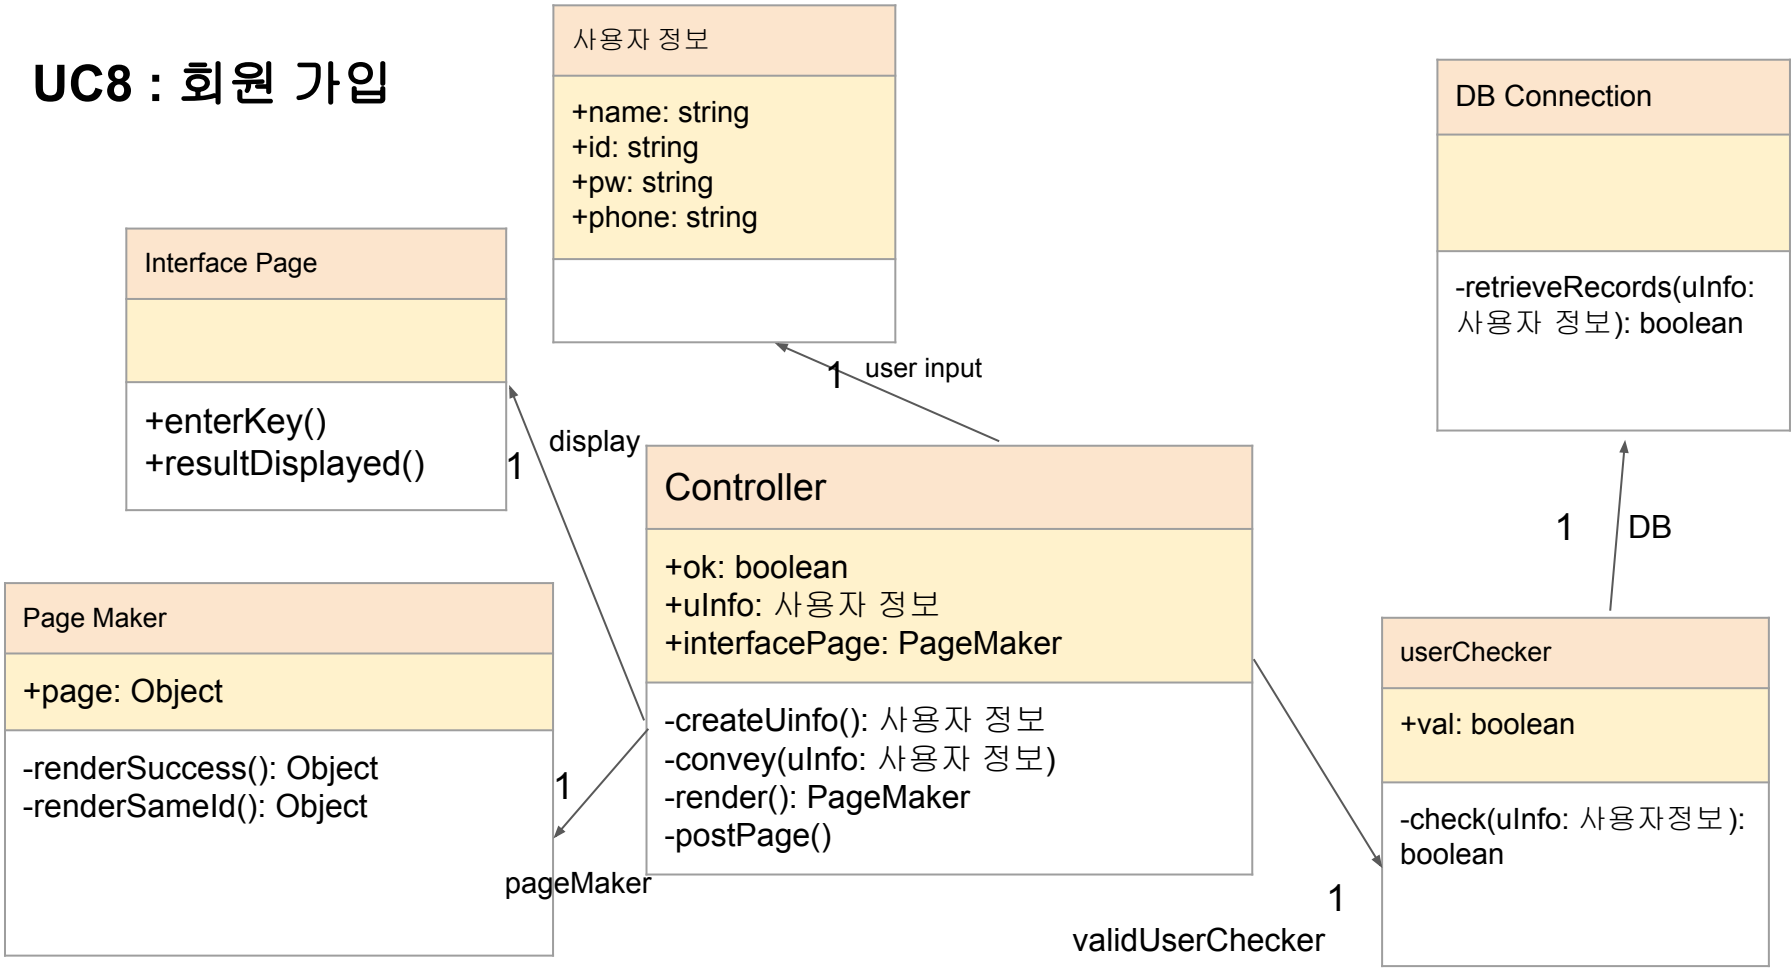 UC8 : 회원 가입
사용자 정보
+name: string
+id: string
+pw: string
+phone: string
DB Connection
-retrieveRecords(uInfo:
사용자 정보): boolean
Interface Page
+enterKey()
+resultDisplayed()
1
user input
display
1
1
DB
Controller
+ok: boolean
+uInfo: 사용자 정보
+interfacePage: PageMaker
-createUinfo(): 사용자 정보
-convey(uInfo: 사용자 정보)
-render(): PageMaker
-postPage()
Page Maker
+page: Object
-renderSuccess(): Object
-renderSameId(): Object
1
pageMaker
userChecker
+val: boolean
-check(uInfo: 사용자정보):
boolean
1
validUserChecker